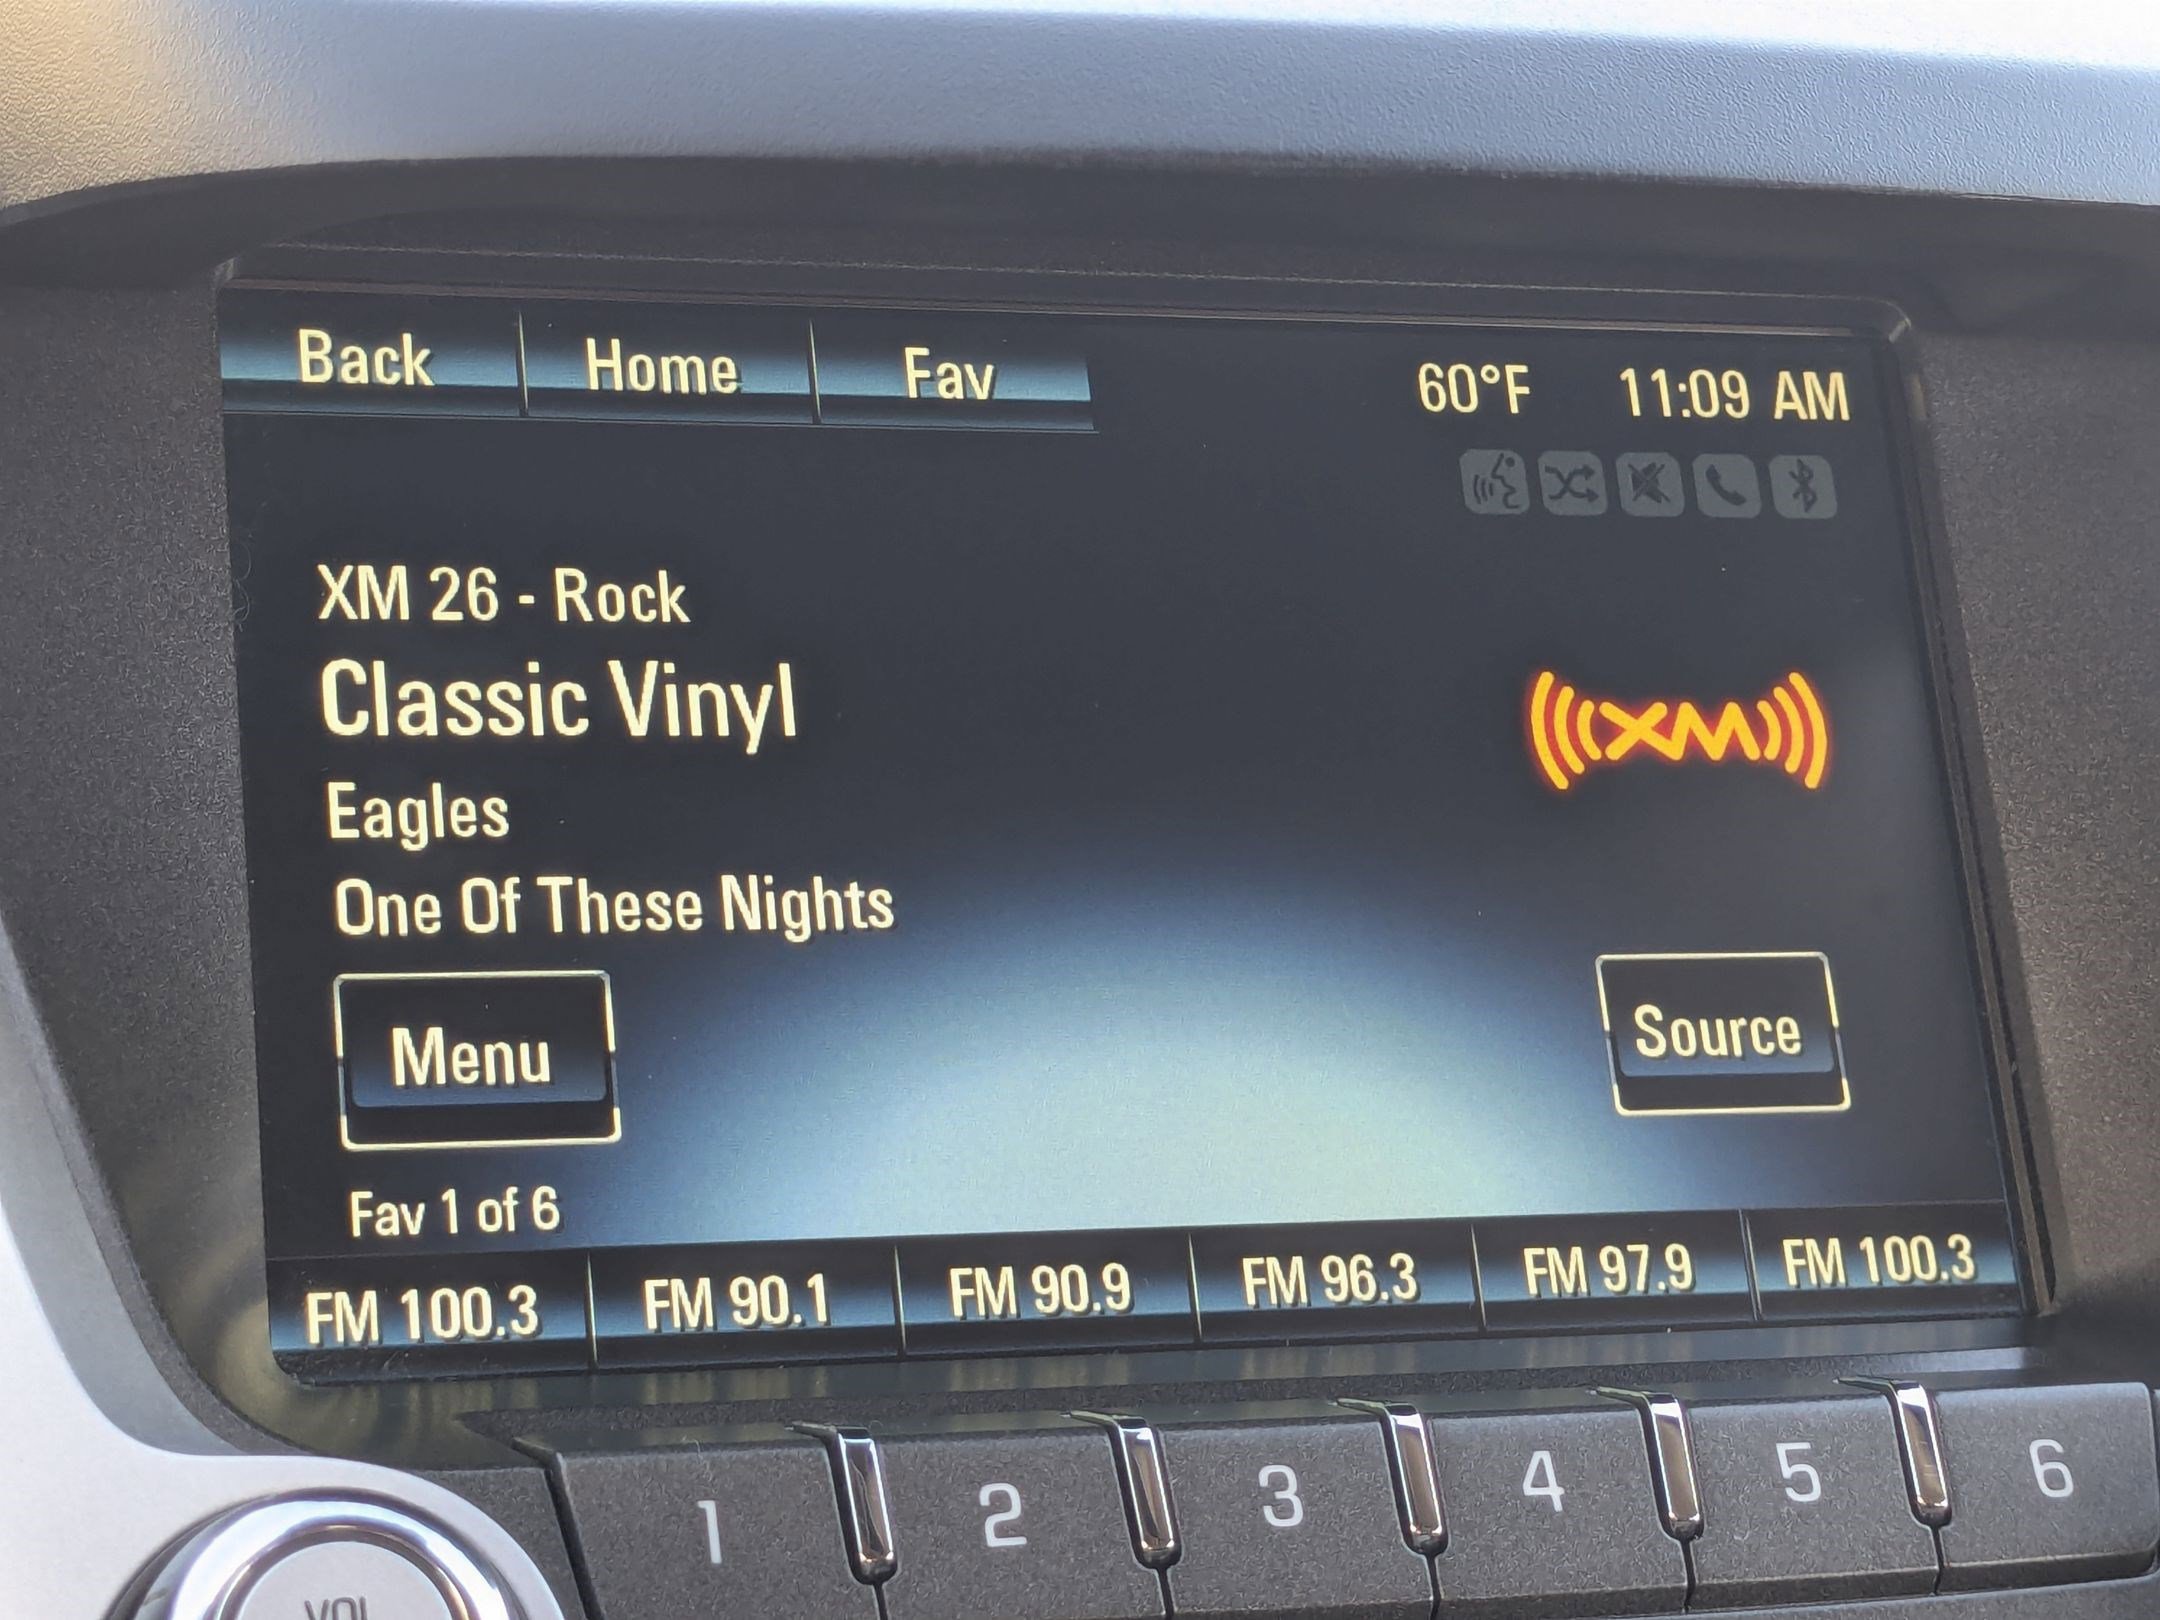 Back Home Fav 60°F 11:09 AM
XM 26 - Rock
Classic Vinyl
((XM))
Eagles
One Of These Nights
Menu Source
Fav 1 of 6
FM 100.3 FM 90.1 FM 90.9 FM 96.3 FM 97.9 FM 100.3
1 2 3 4 5 6
VOL